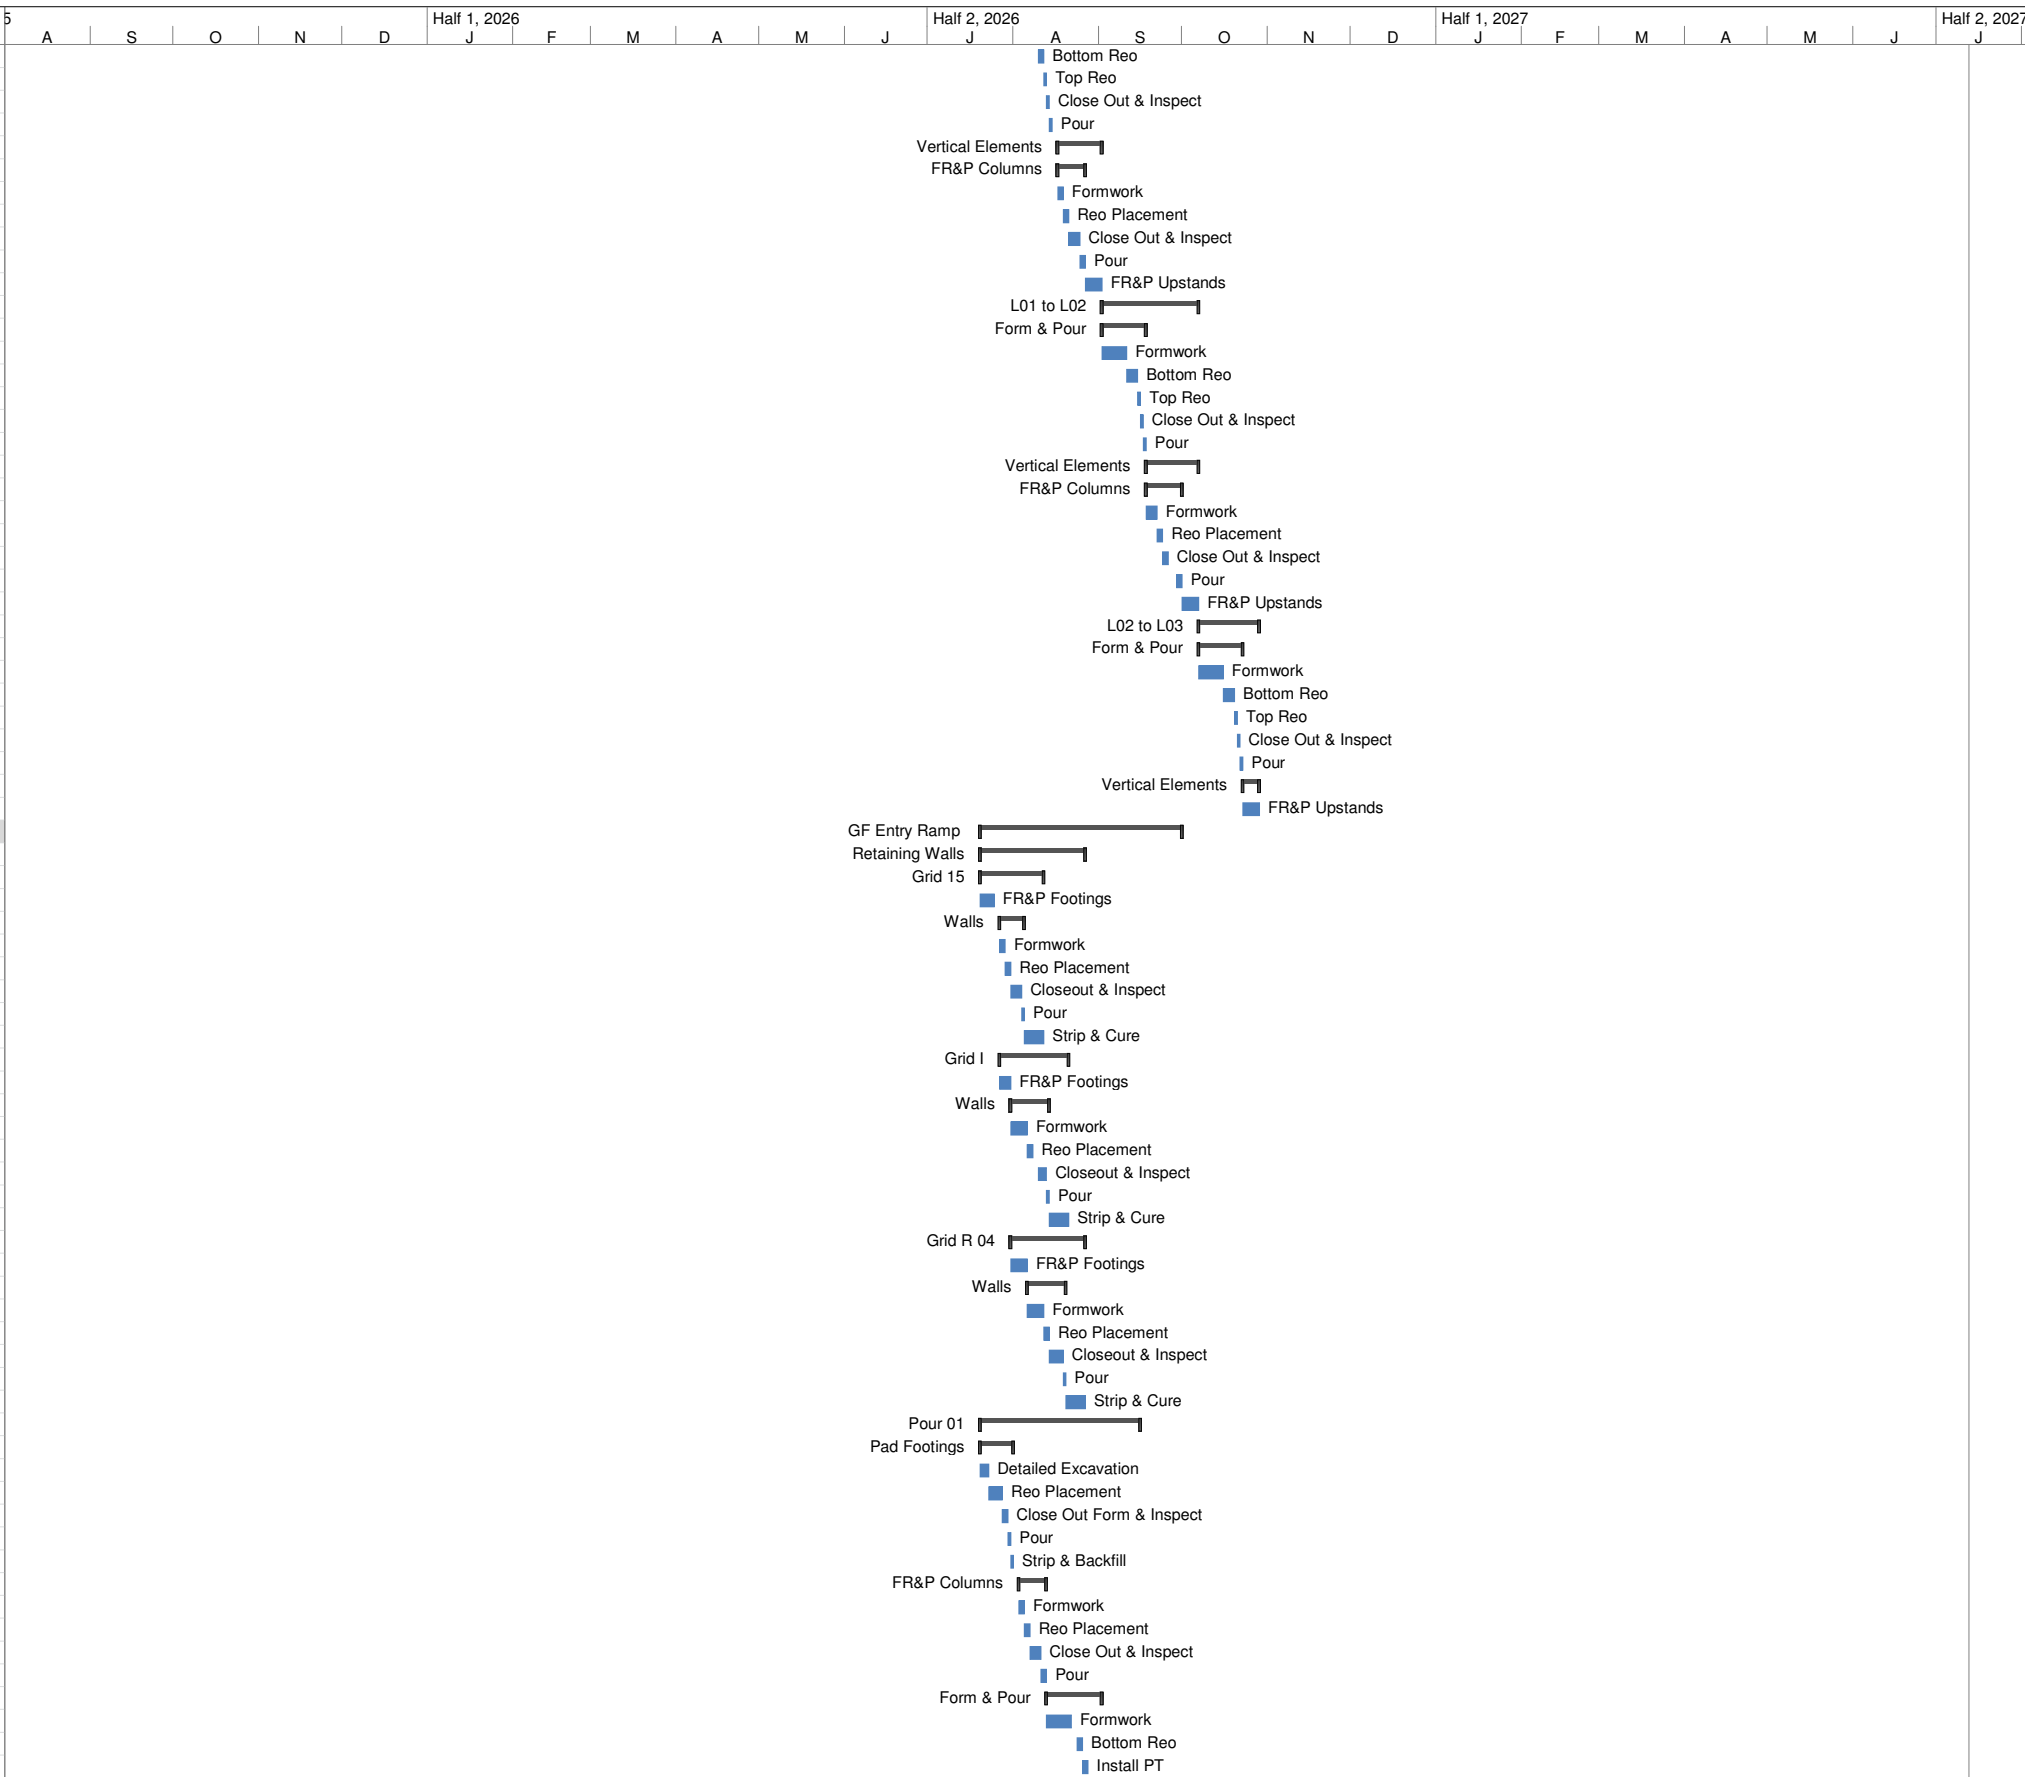 5 Half 1, 2026 Half 2, 2026 Half 1, 2027 Half 2, 2027
A S O N D J F M A M J J A S O N D J F M A M J J
Bottom Reo
Top Reo
Close Out & Inspect
Pour
Vertical Elements
FR&P Columns
Formwork
Reo Placement
Close Out & Inspect
Pour
FR&P Upstands
L01 to L02
Form & Pour
Formwork
Bottom Reo
Top Reo
Close Out & Inspect
Pour
Vertical Elements
FR&P Columns
Formwork
Reo Placement
Close Out & Inspect
Pour
FR&P Upstands
L02 to L03
Form & Pour
Formwork
Bottom Reo
Top Reo
Close Out & Inspect
Pour
Vertical Elements
FR&P Upstands
GF Entry Ramp
Retaining Walls
Grid 15
FR&P Footings
Walls
Formwork
Reo Placement
Closeout & Inspect
Pour
Strip & Cure
Grid I
FR&P Footings
Walls
Formwork
Reo Placement
Closeout & Inspect
Pour
Strip & Cure
Grid R 04
FR&P Footings
Walls
Formwork
Reo Placement
Closeout & Inspect
Pour
Strip & Cure
Pour 01
Pad Footings
Detailed Excavation
Reo Placement
Close Out Form & Inspect
Pour
Strip & Backfill
FR&P Columns
Formwork
Reo Placement
Close Out & Inspect
Pour
Form & Pour
Formwork
Bottom Reo
Install PT